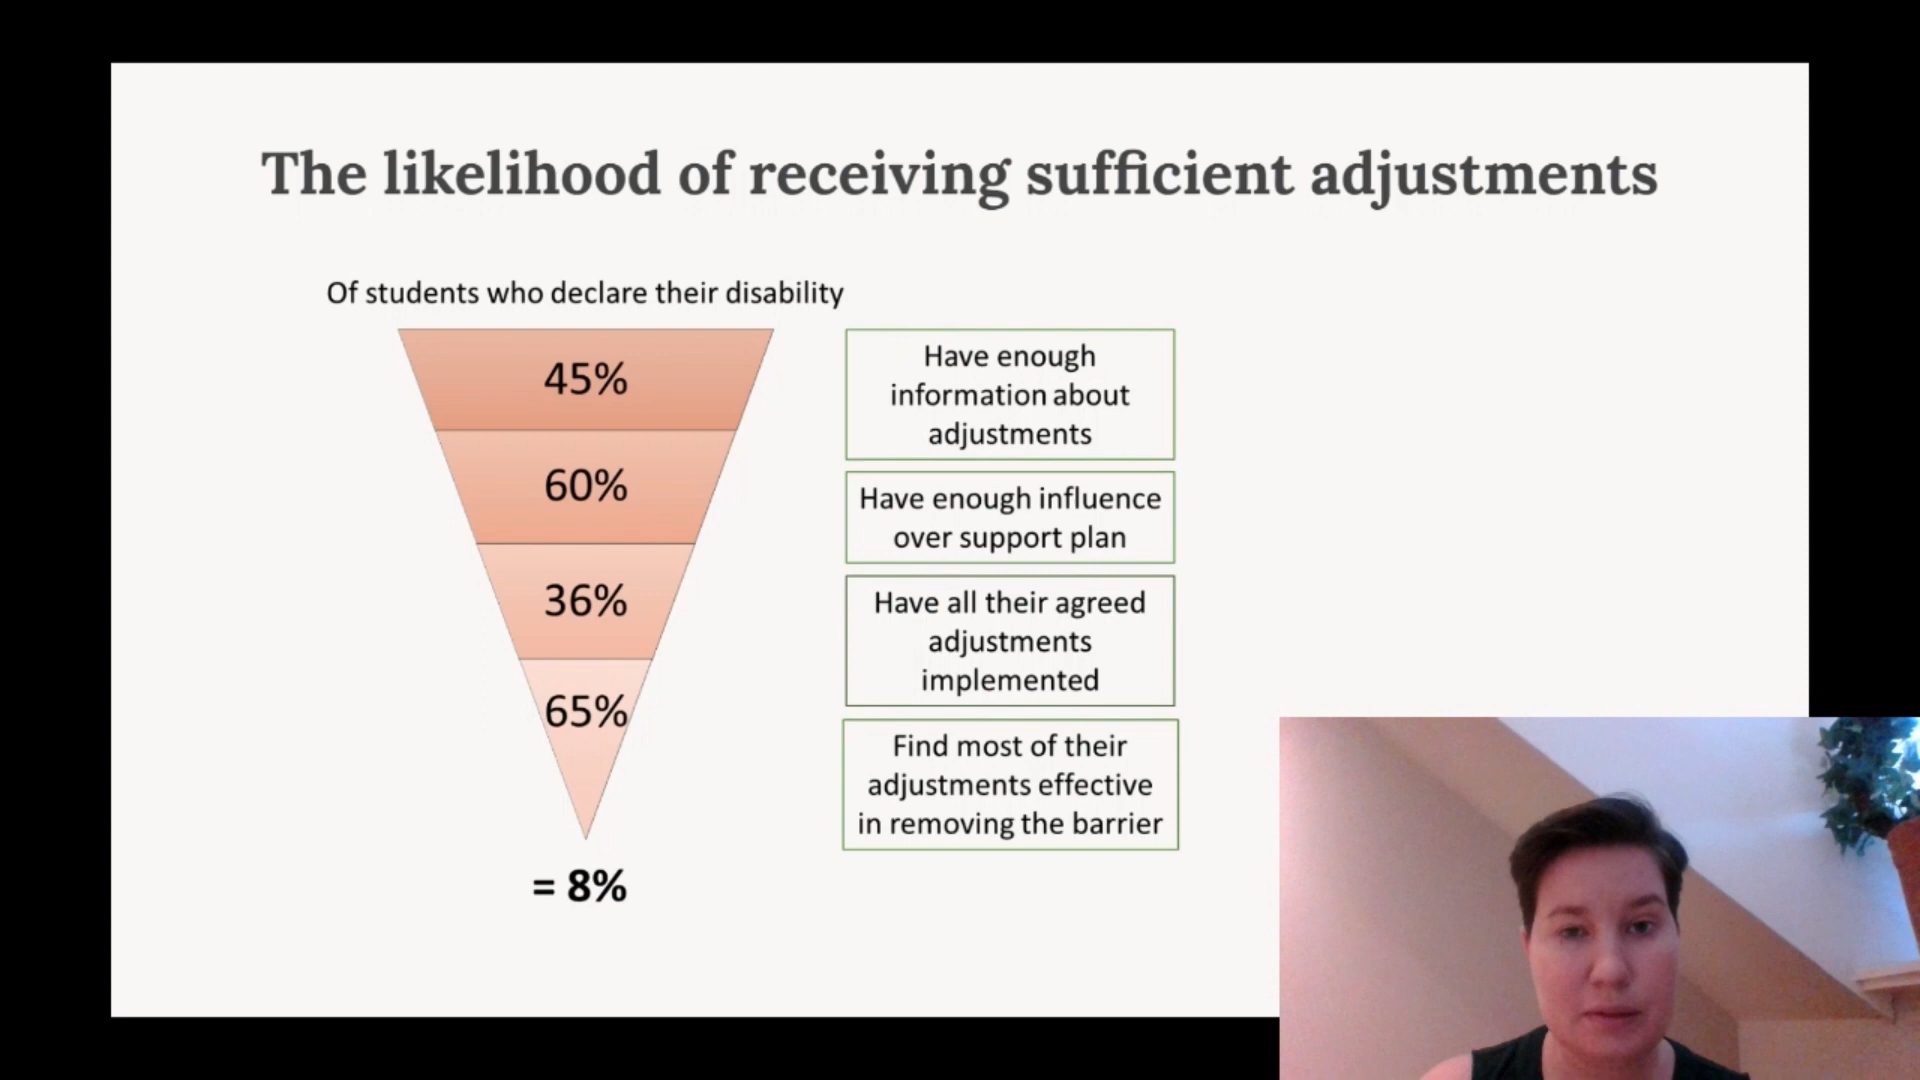 The likelihood of receiving sufficient adjustments
Of students who declare their disability
45%
Have enough
information about
adjustments
60%
Have enough influence
over support plan
36%
Have all their agreed
adjustments
implemented
65%
Find most of their
adjustments effective
in removing the barrier
= 8%